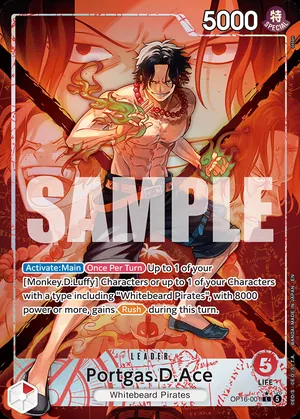 5000 特
SPECIAL
SAMPLE
Activate:Main Once Per Turn Up to 1 of your
[Monkey.D.Luffy] Characters or up to 1 of your Characters
with a type including "Whitebeard Pirates", with 8000
power or more, gains Rush during this turn.
LEADER
5
LIFE
Portgas.D.Ace
Whitebeard Pirates
OP16-001 L